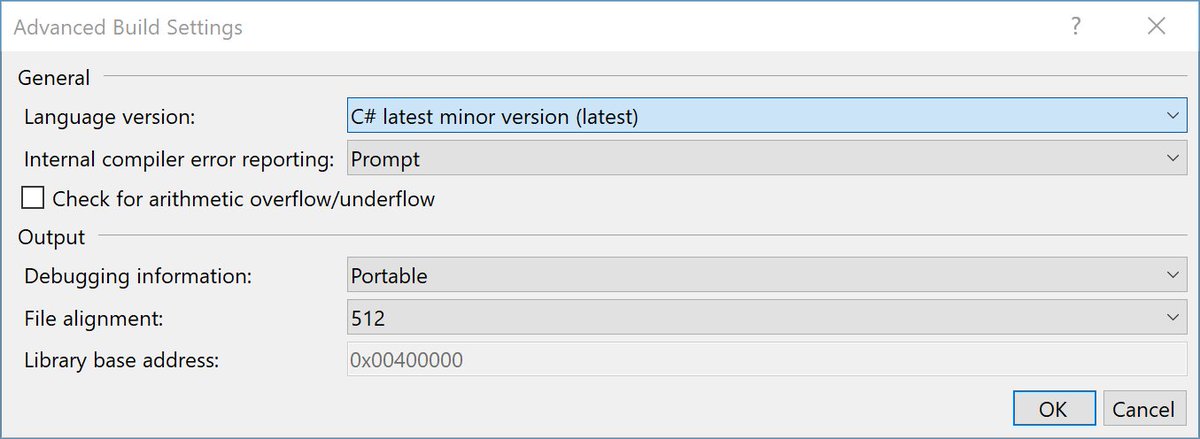 Advanced Build Settings ?
General
Language version: C# latest minor version (latest)
Internal compiler error reporting: Prompt
Check for arithmetic overflow/underflow
Output
Debugging information: Portable
File alignment: 512
Library base address: 0x00400000
OK Cancel